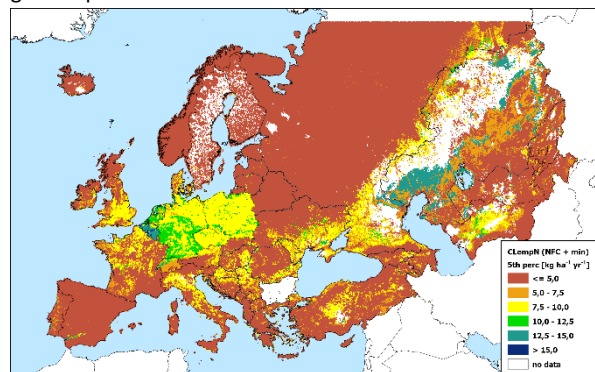 CLempN (NFC + min)
5th perc [kg ha⁻¹ yr⁻¹]
<= 5,0
5,0 - 7,5
7,5 - 10,0
10,0 - 12,5
12,5 - 15,0
> 15,0
no data